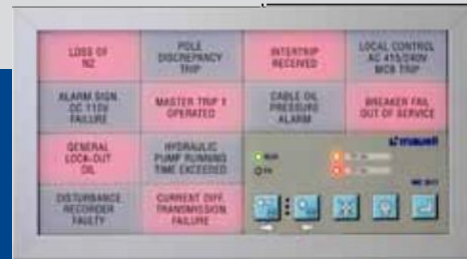 LOSS OF
N2
POLE
DISCREPANCY
TRIP
INTERTRIP
RECEIVED
LOCAL CONTROL
AC 415/240V
MCB TRIP
ALARM SIGN.
DC 110V
FAILURE
MASTER TRIP 1
OPERATED
CABLE OIL
PRESSURE
ALARM
BREAKER FAIL
OUT OF SERVICE
GENERAL
LOCK-OUT
OIL
HYDRAULIC
PUMP RUNNING
TIME EXCEEDED
mauell
DISTURBANCE
RECORDER
FAULTY
CURRENT DIFF.
TRANSMISSION
FAILURE